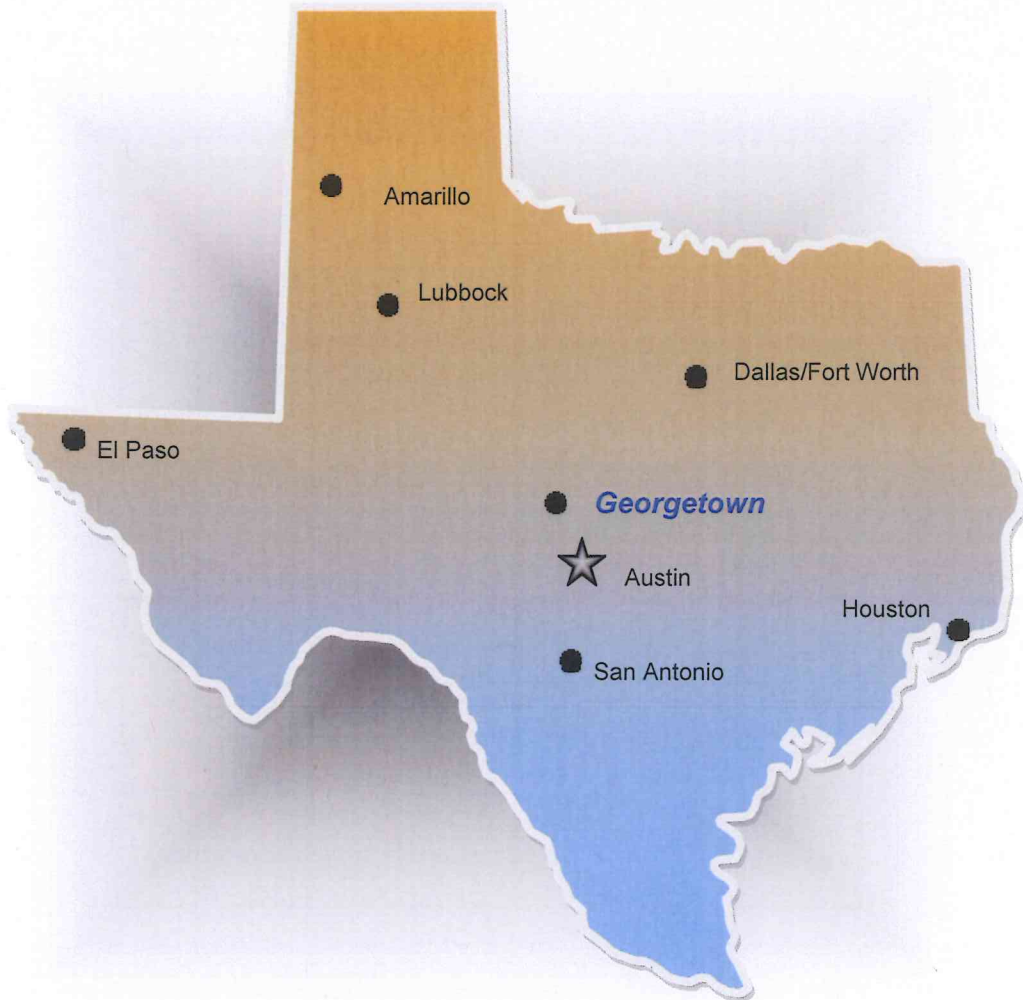 Amarillo
Lubbock
Dallas/Fort Worth
El Paso
Georgetown
Austin
Houston
San Antonio